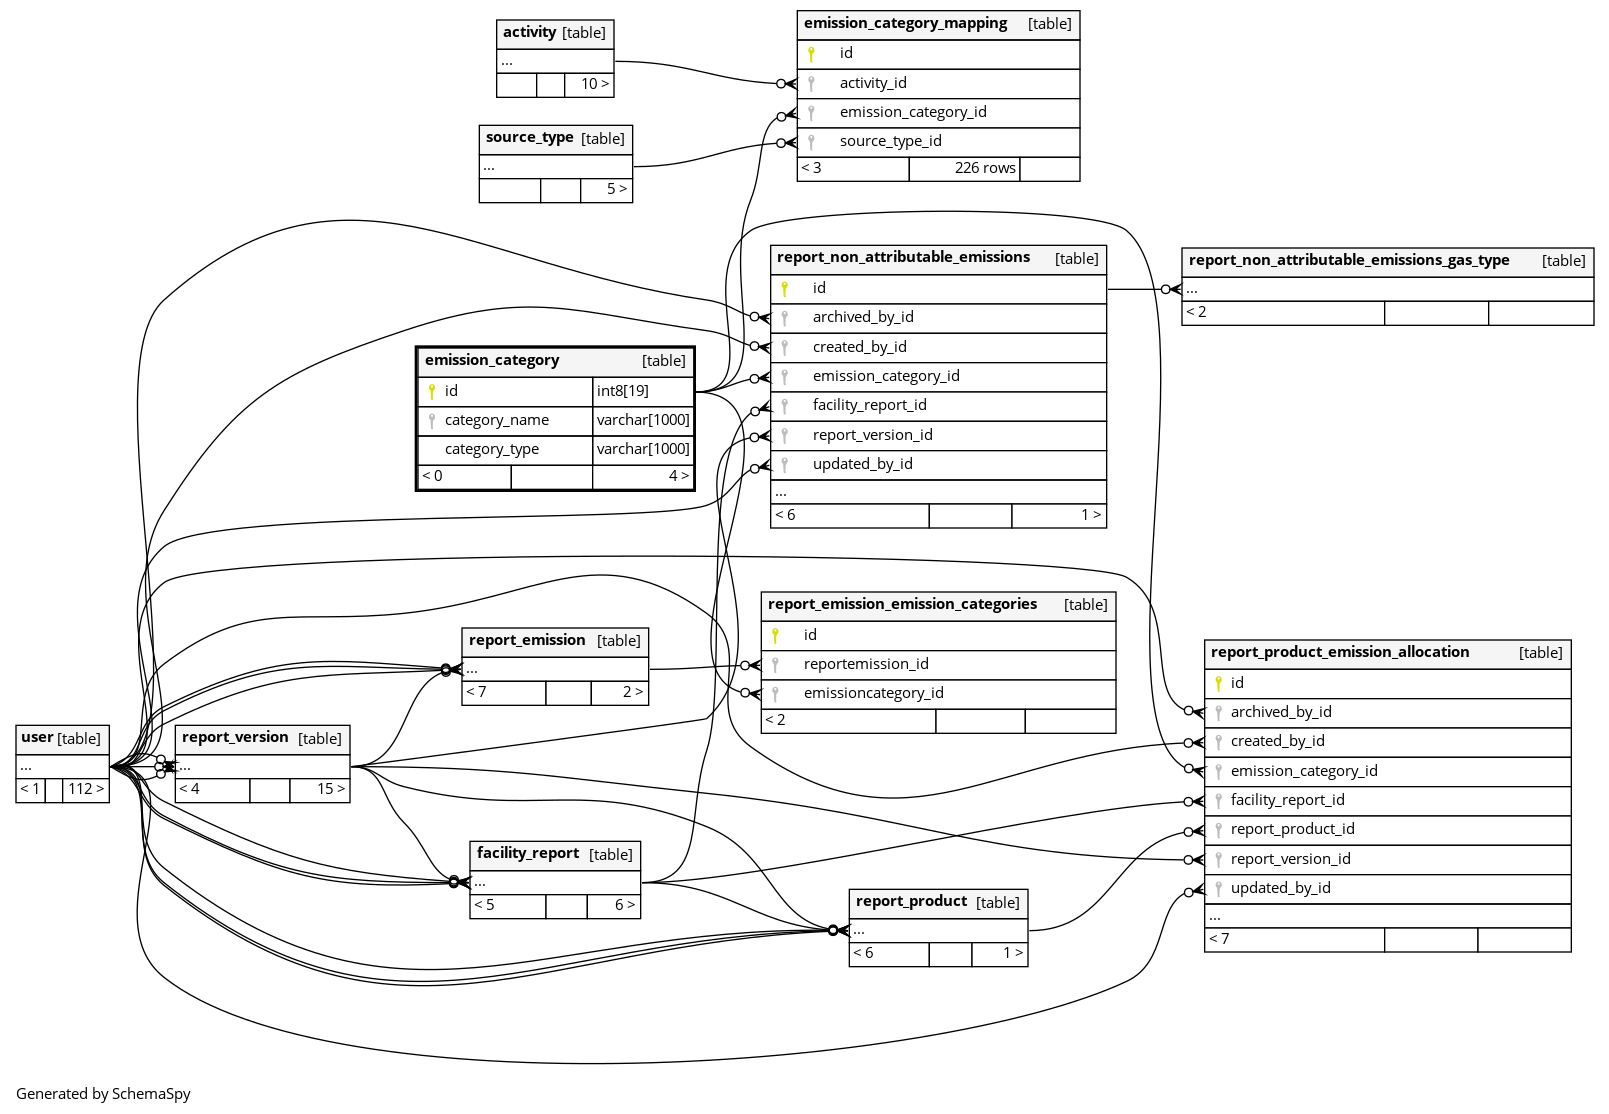 activity [table]
...
10 >
source_type [table]
...
5 >
emission_category_mapping [table]
id
activity_id
emission_category_id
source_type_id
< 3 226 rows
report_non_attributable_emissions [table]
id
archived_by_id
created_by_id
emission_category_id
facility_report_id
report_version_id
updated_by_id
...
< 6 1 >
report_non_attributable_emissions_gas_type [table]
...
< 2
emission_category [table]
id int8[19]
category_name varchar[1000]
category_type varchar[1000]
< 0 4 >
report_emission_emission_categories [table]
id
reportemission_id
emissioncategory_id
< 2
report_emission [table]
...
< 7 2 >
report_product_emission_allocation [table]
id
archived_by_id
created_by_id
emission_category_id
facility_report_id
report_product_id
report_version_id
updated_by_id
...
< 7
user [table]
...
< 1 112 >
report_version [table]
...
< 4 15 >
facility_report [table]
...
< 5 6 >
report_product [table]
...
< 6 1 >
Generated by SchemaSpy